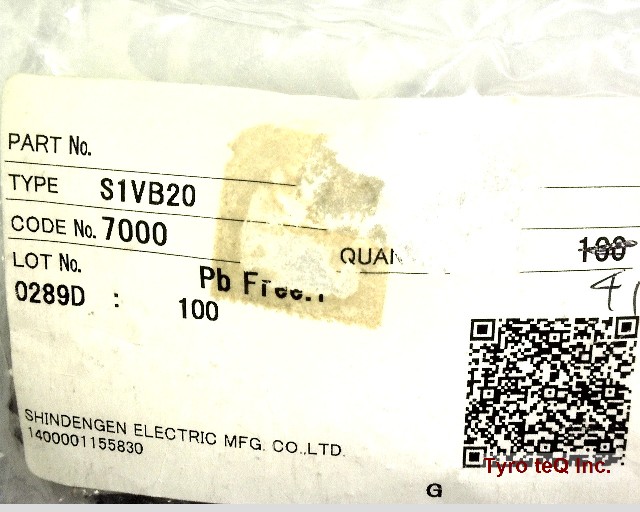 PART No.
TYPE S1VB20
CODE No. 7000
QUAN 100
LOT No.
Pb Free.
0289D : 100
SHINDENGEN ELECTRIC MFG. CO.,LTD.
1400001155830
G
Tyro teQ Inc.